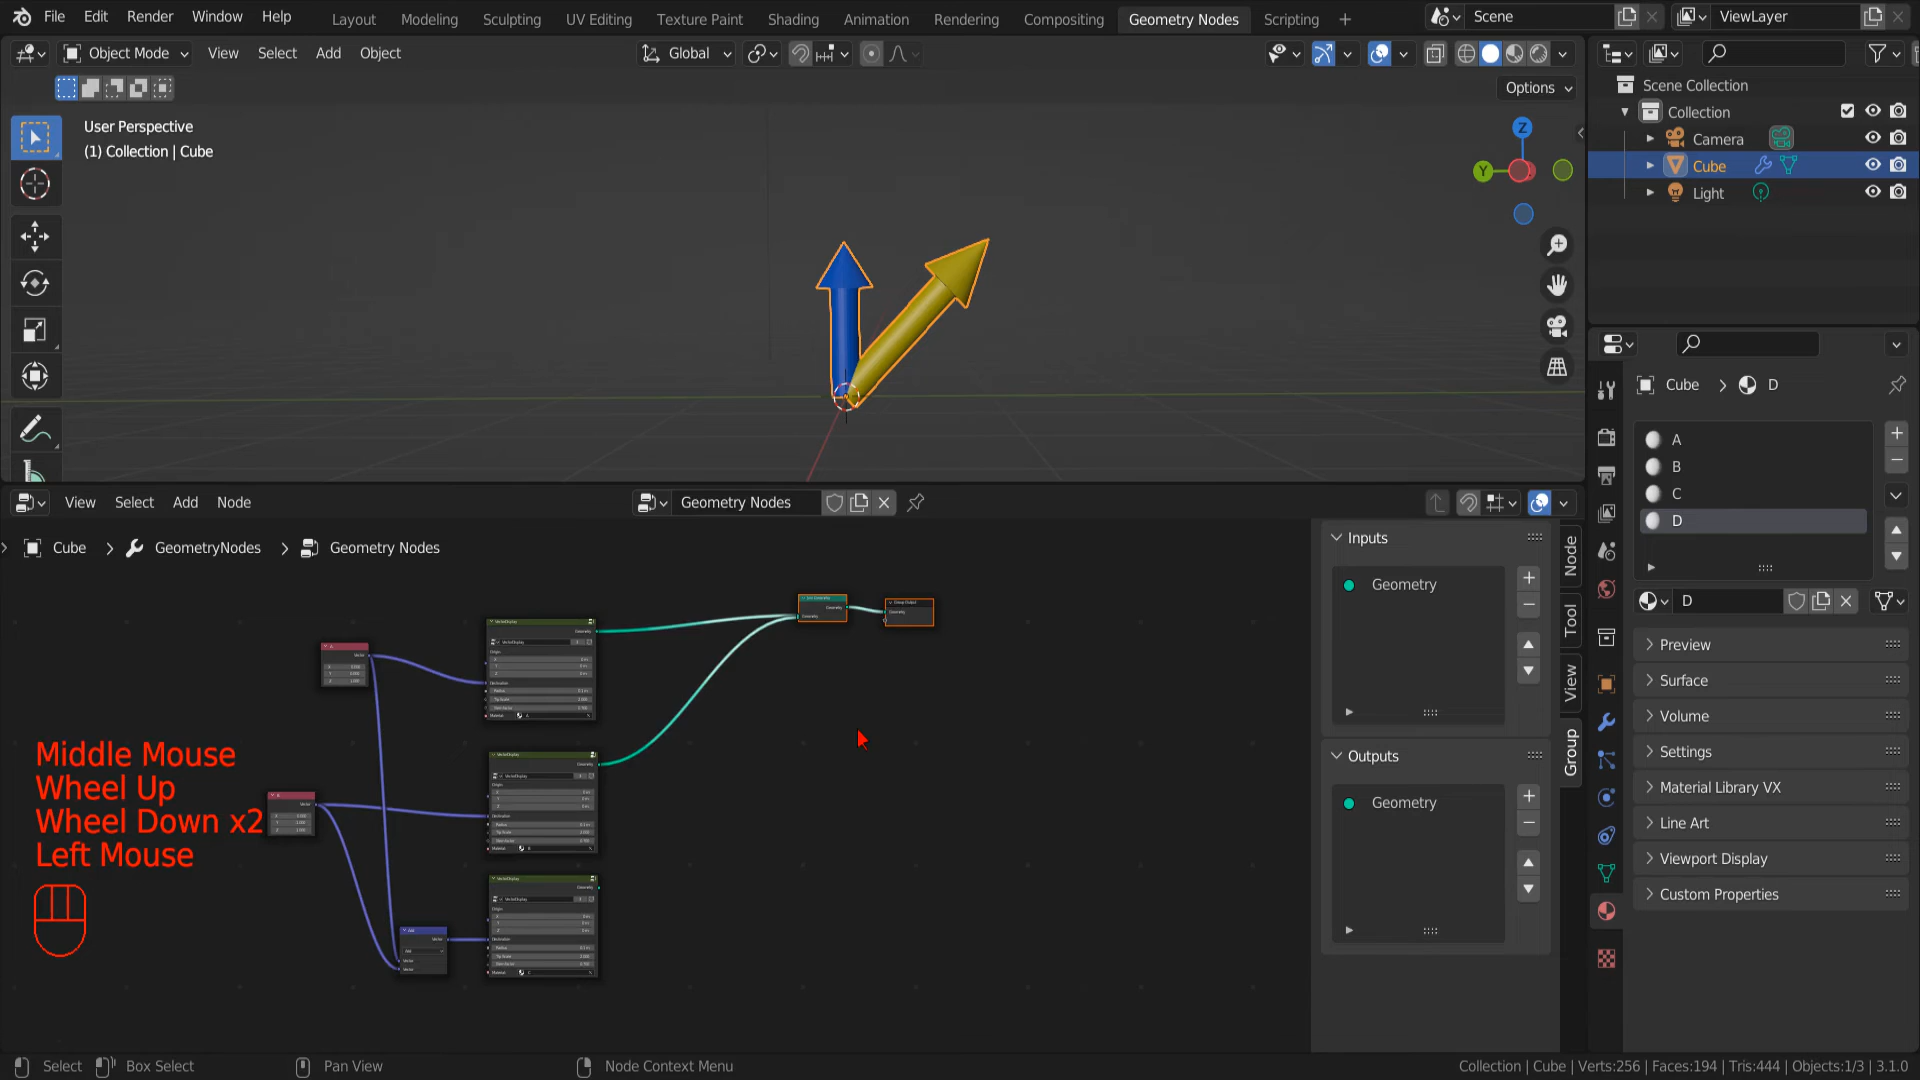 File Edit Render Window Help
Layout Modeling Sculpting UV Editing Texture Paint Shading Animation Rendering Compositing Geometry Nodes Scripting +
Scene
ViewLayer
Object Mode View Select Add Object
Global
Options
User Perspective
(1) Collection | Cube
Z
Y
Scene Collection
Collection
Camera
Cube
Light
Cube > D
A
B
C
D
D
Preview
Surface
Volume
Settings
Material Library VX
Line Art
Viewport Display
Custom Properties
View Select Add Node
Geometry Nodes
Cube > GeometryNodes > Geometry Nodes
Inputs
Geometry
Outputs
Geometry
Node
Tool
View
Group
Middle Mouse
Wheel Up
Wheel Down x2
Left Mouse
Select Box Select Pan View Node Context Menu
Collection | Cube | Verts:256 | Faces:194 | Tris:444 | Objects:1/3 | 3.1.0